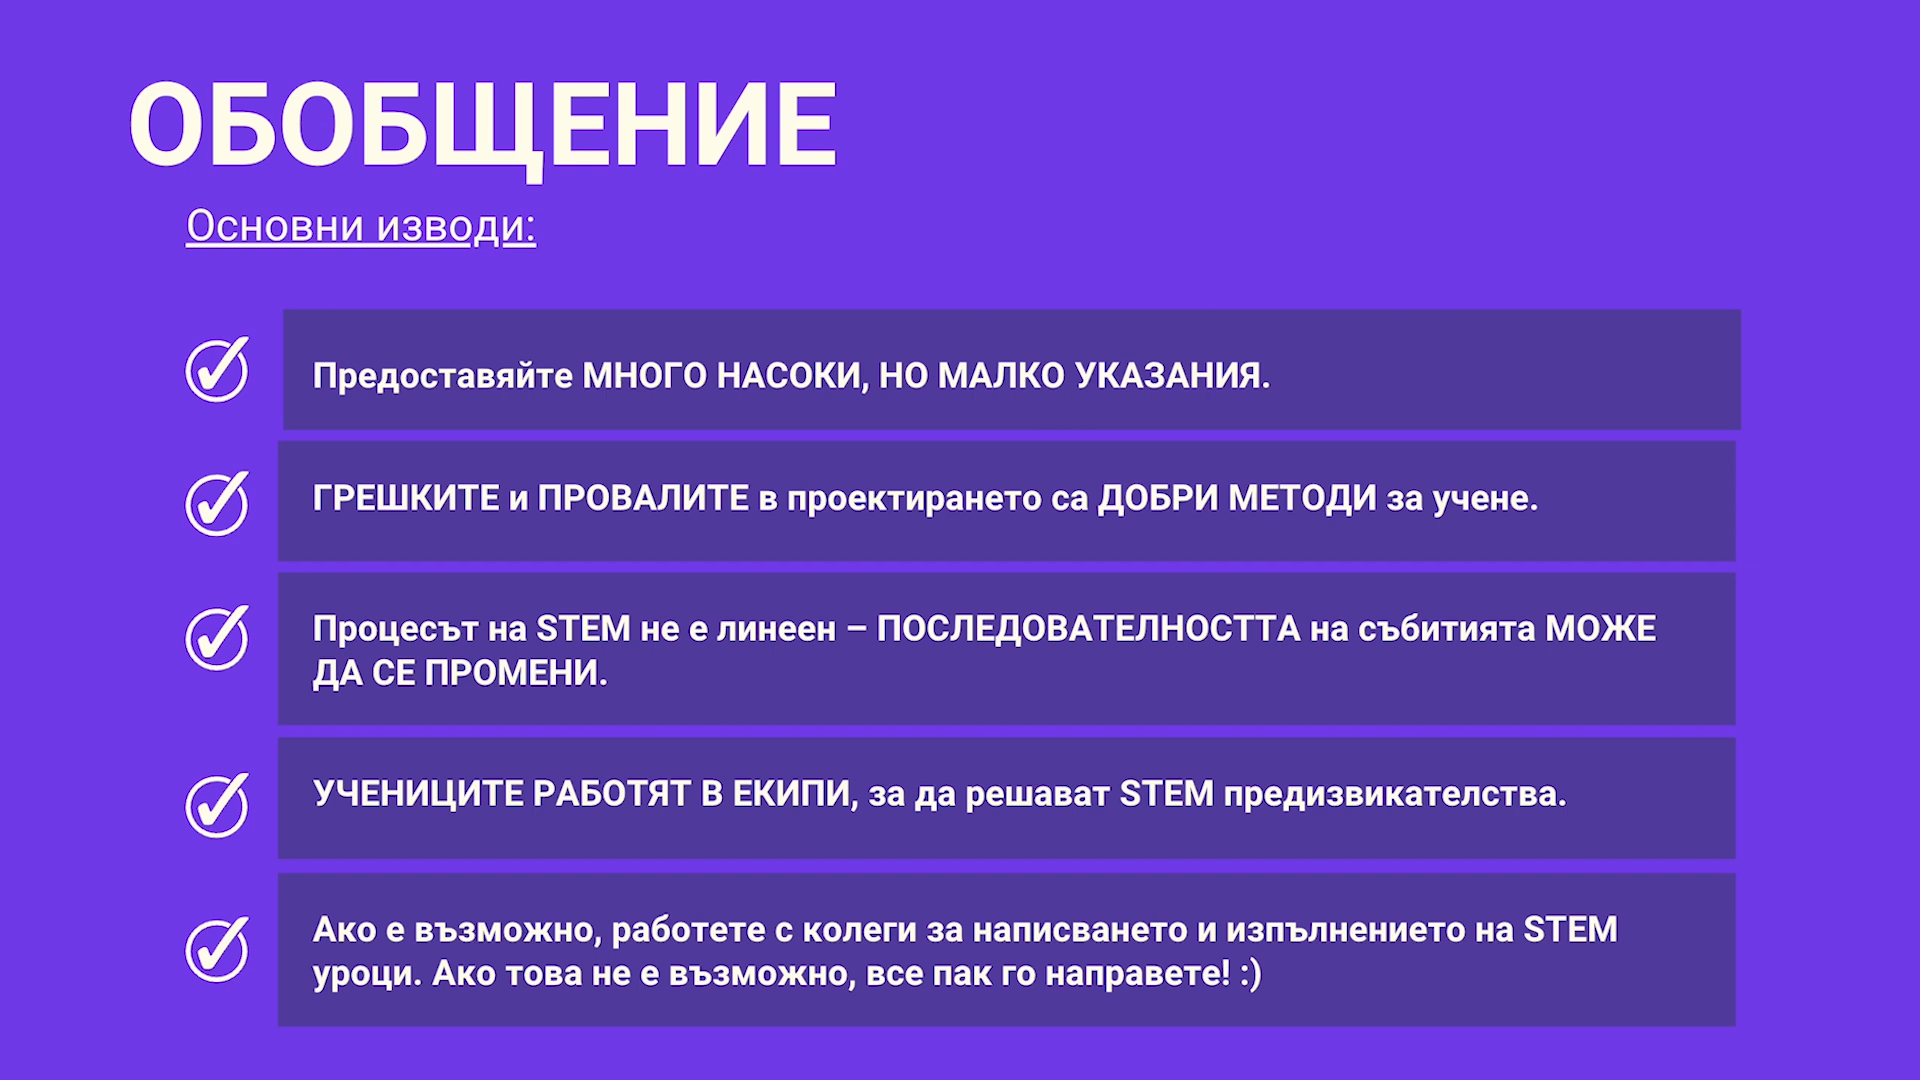 ОБОБЩЕНИЕ
Основни изводи:
Предоставяйте МНОГО НАСОКИ, НО МАЛКО УКАЗАНИЯ.
ГРЕШКИТЕ и ПРОВАЛИТЕ в проектирането са ДОБРИ МЕТОДИ за учене.
Процесът на STEM не е линеен – ПОСЛЕДОВАТЕЛНОСТТА на събитията МОЖЕ
ДА СЕ ПРОМЕНИ.
УЧЕНИЦИТЕ РАБОТЯТ В ЕКИПИ, за да решават STEM предизвикателства.
Ако е възможно, работете с колеги за написването и изпълнението на STEM
уроци. Ако това не е възможно, все пак го направете! :)